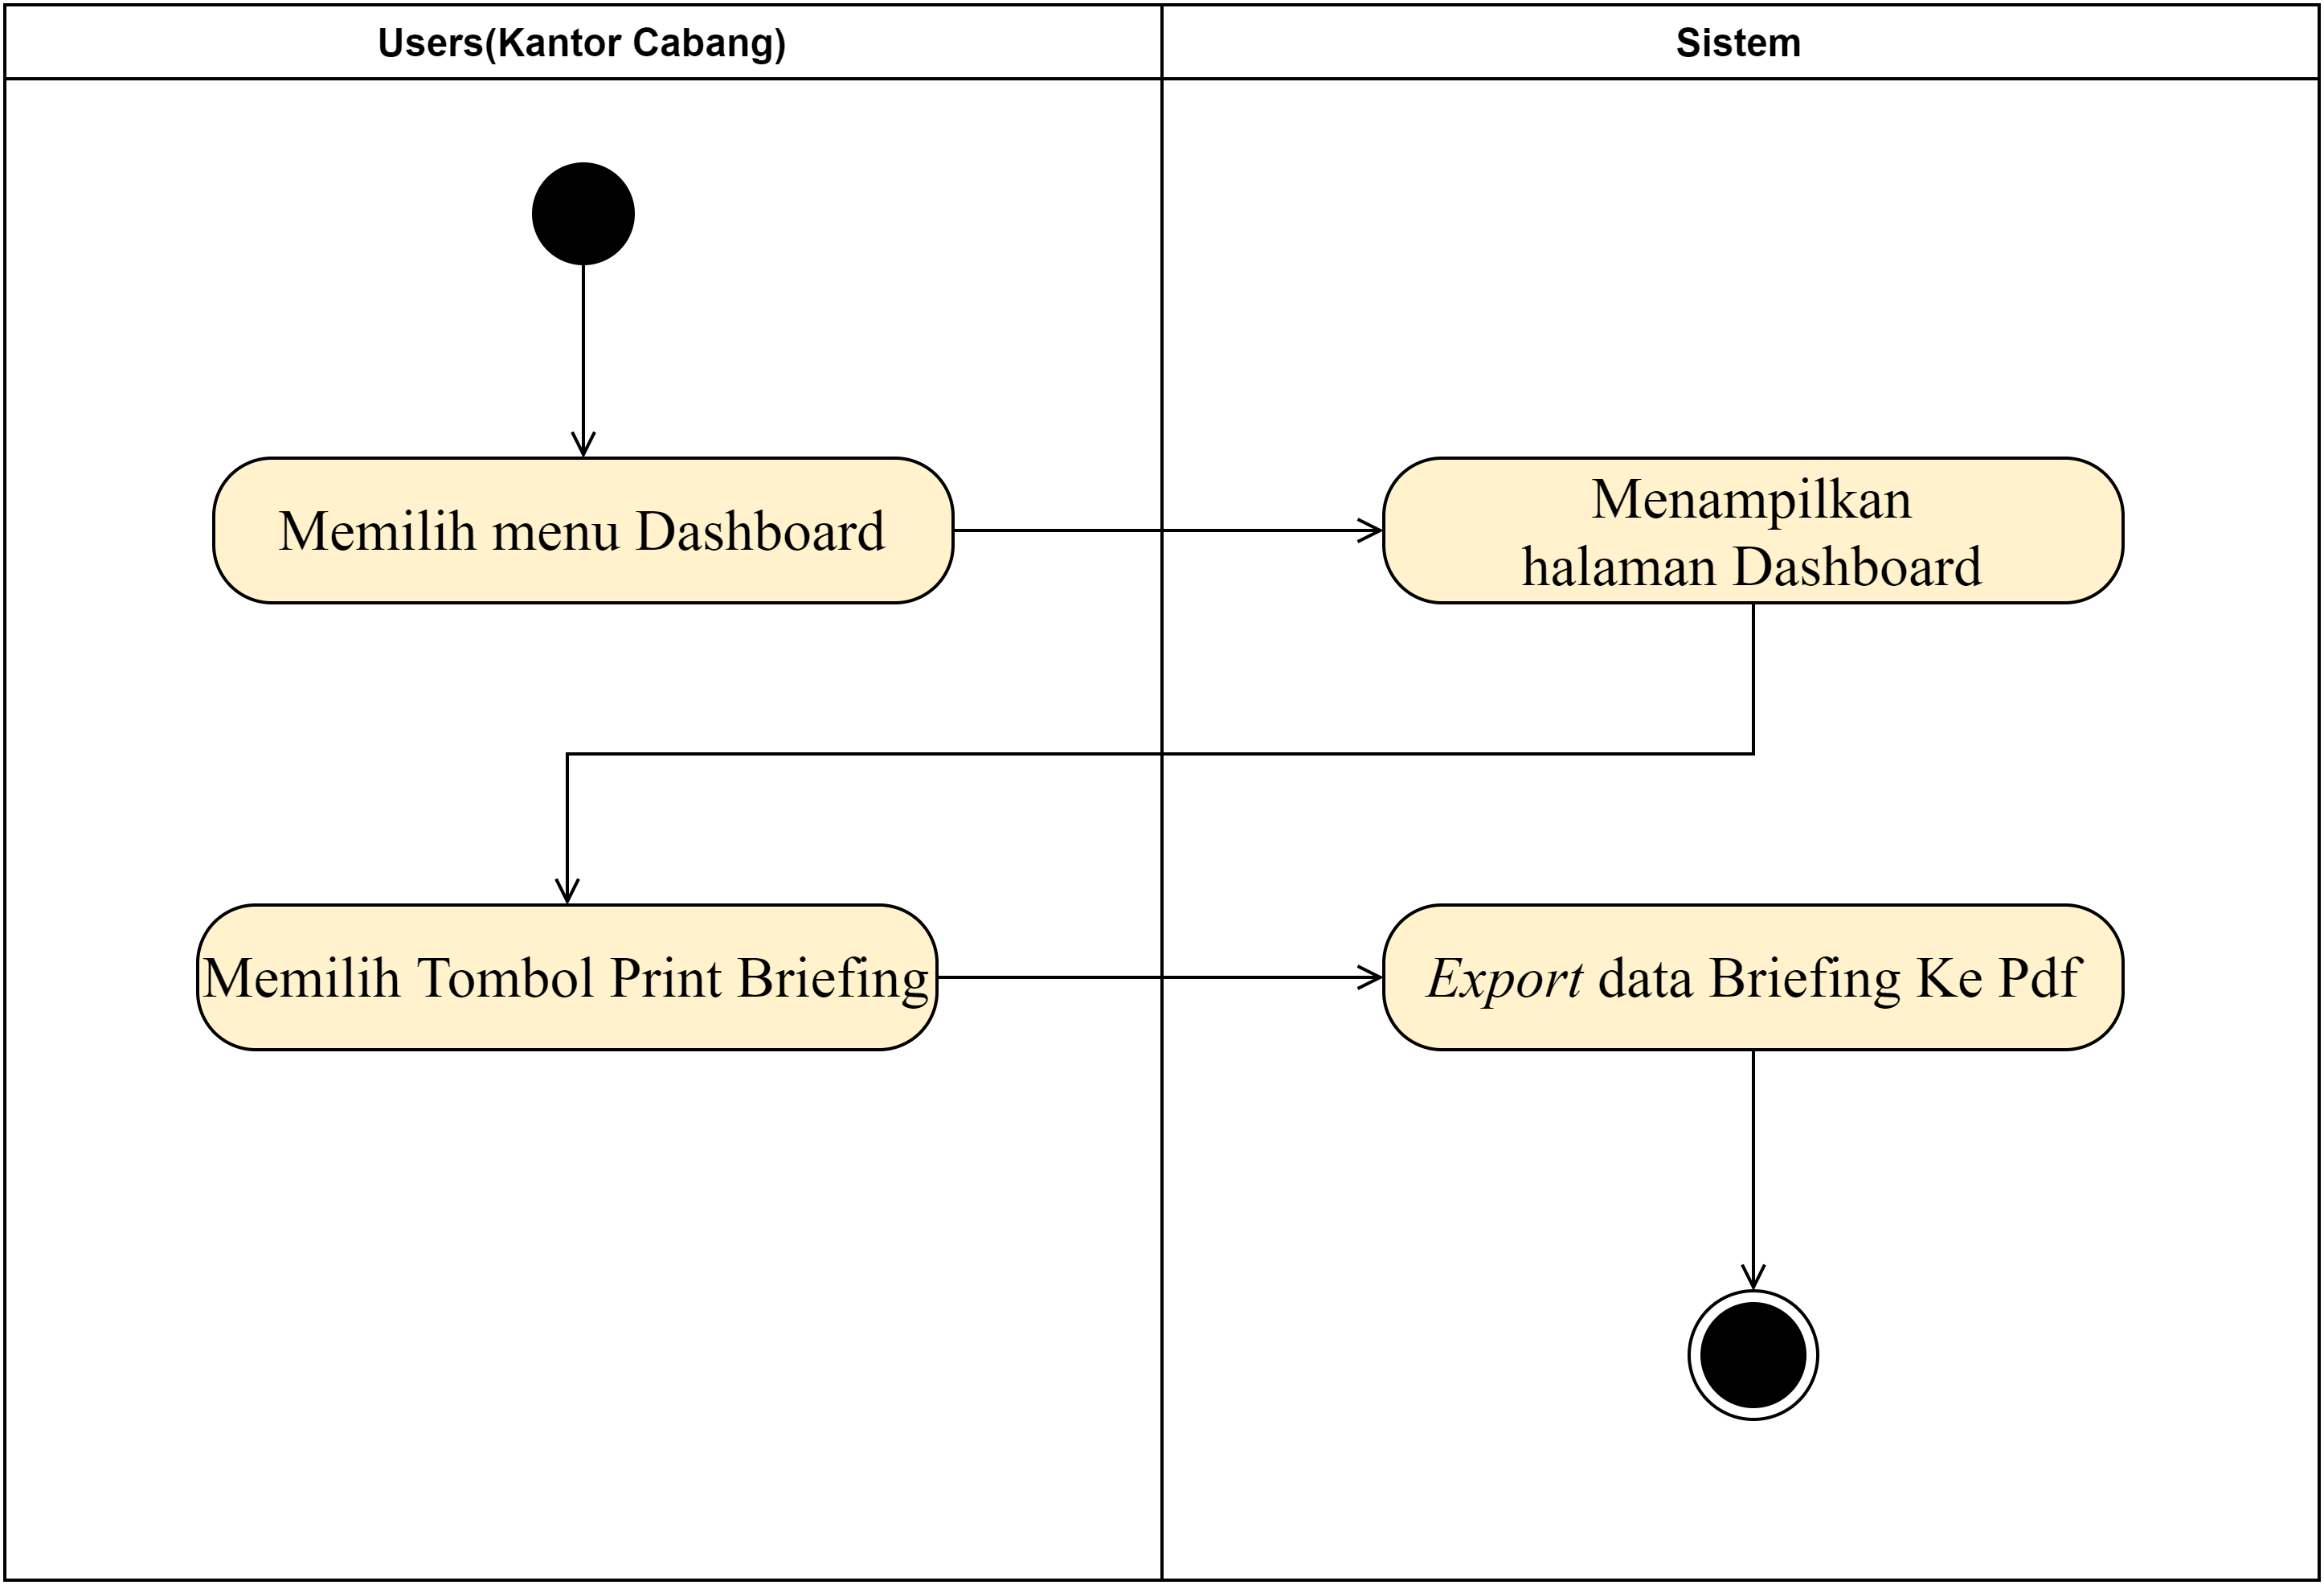 Users(Kantor Cabang)
Sistem
Memilih menu Dashboard
Menampilkan
halaman Dashboard
Memilih Tombol Print Briefing
Export data Briefing Ke Pdf